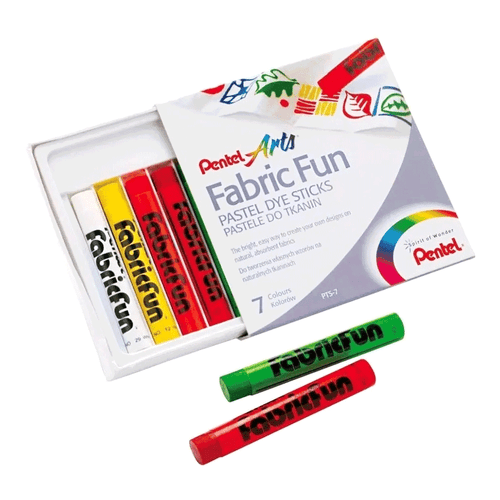 Pentel Arts
Fabric Fun
PASTEL DYE STICKS
PASTELE DO TKANIN
The bright, easy way to create your own designs on
natural, absorbent fabrics
Do tworzenia własnych wzorów na
naturalnych tkaninach
7 Colours
Kolorów
PTS-7
Spirit of Wonder
Pentel
fabricfun
fabricfun
fabricfun
fabricfun
fabricfun
fabricfun